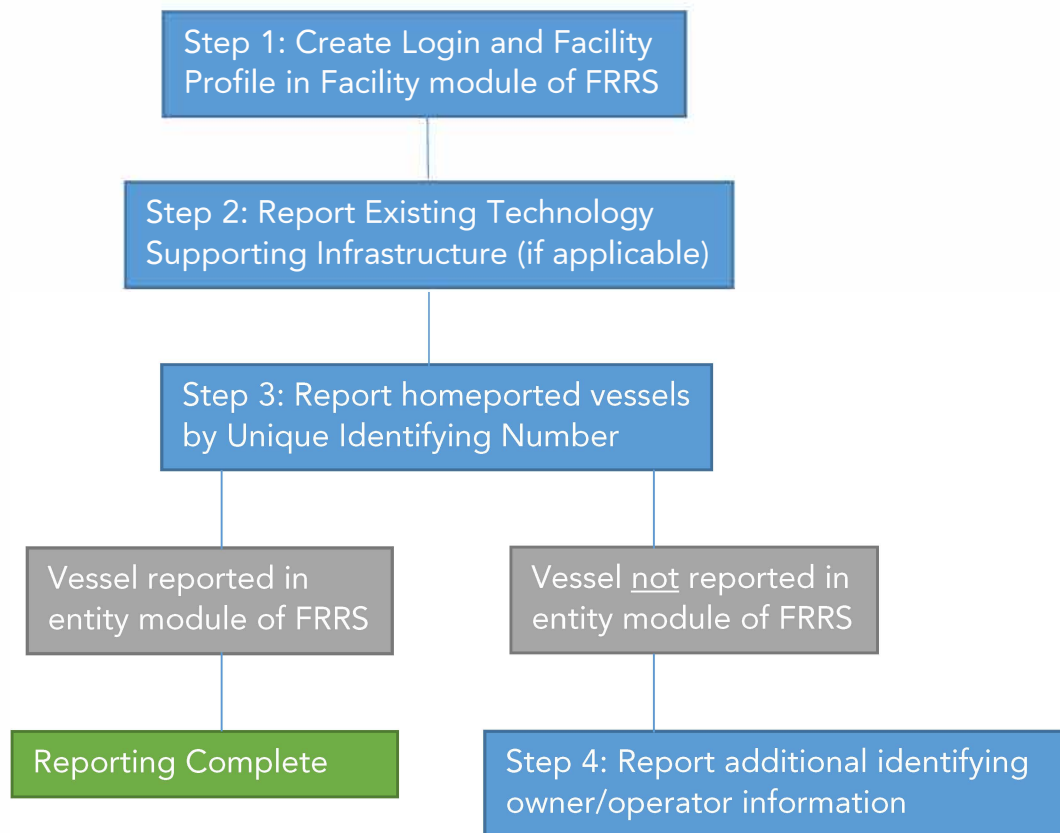 Step 1: Create Login and Facility
Profile in Facility module of FRRS
Step 2: Report Existing Technology
Supporting Infrastructure (if applicable)
Step 3: Report homeported vessels
by Unique Identifying Number
Vessel reported in
entity module of FRRS
Vessel not reported in
entity module of FRRS
Reporting Complete
Step 4: Report additional identifying
owner/operator information